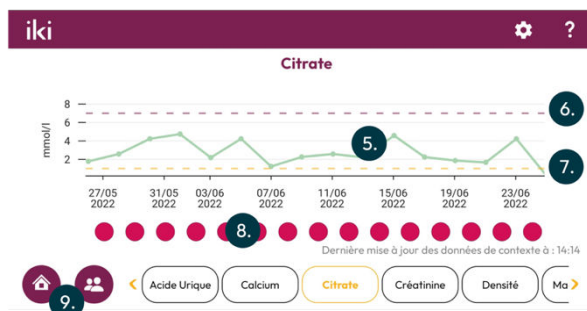 iki
?
Citrate
mmol/l
8
6
4
2
5.
6.
7.
27/05 31/05 03/06 07/06 11/06 15/06 19/06 23/06
2022 2022 2022 2022 2022 2022 2022 2022
8.
Dernière mise à jour des données de contexte à : 14:14
9.
< Acide Urique Calcium Citrate Créatinine Densité Ma >